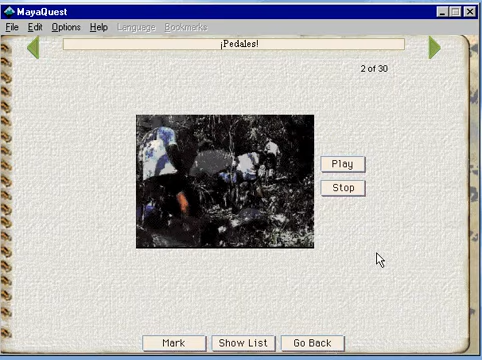 MayaQuest
File Edit Options Help Language Bookmarks
¡Pedales!
2 of 30
Play
Stop
Mark Show List Go Back